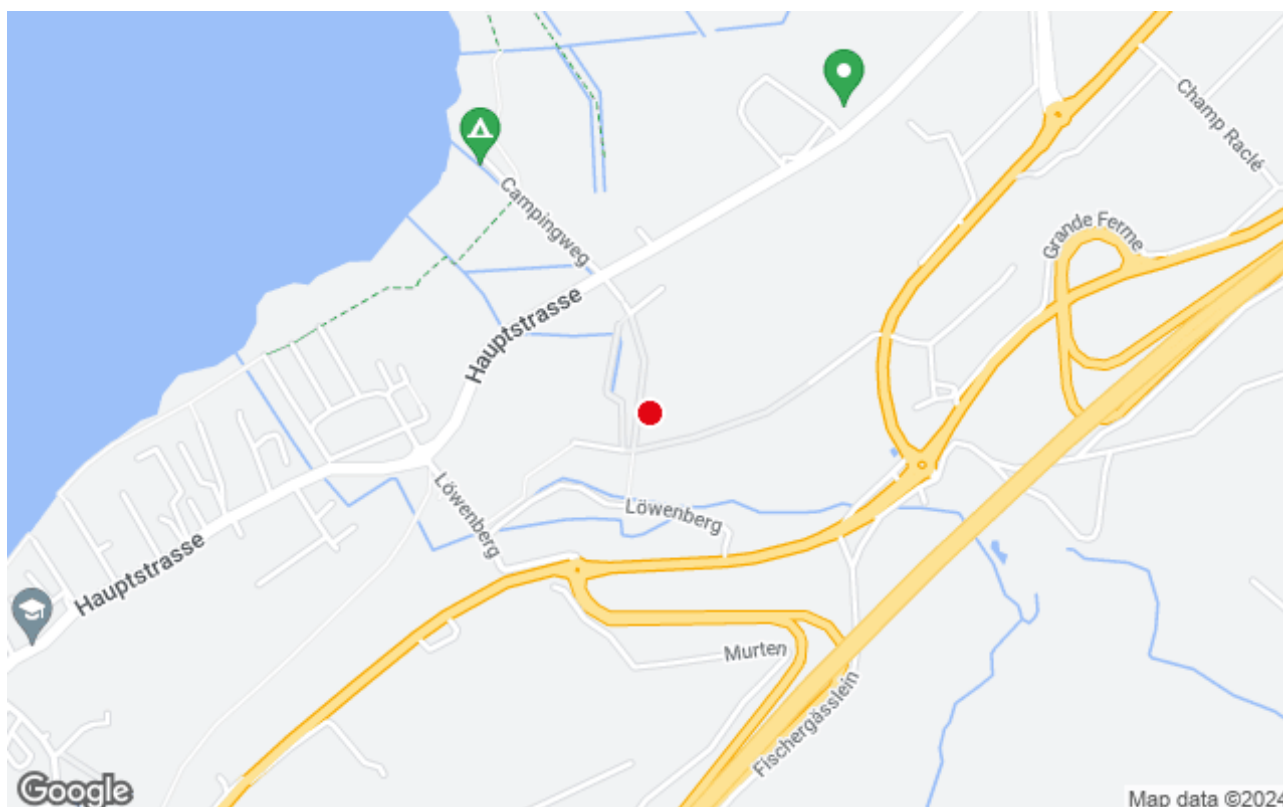 Champ Raclé
Campingweg
Grande Ferme
Hauptstrasse
Löwenberg
Löwenberg
Hauptstrasse
Murten
Fischergässlein
Google
Map data ©2024